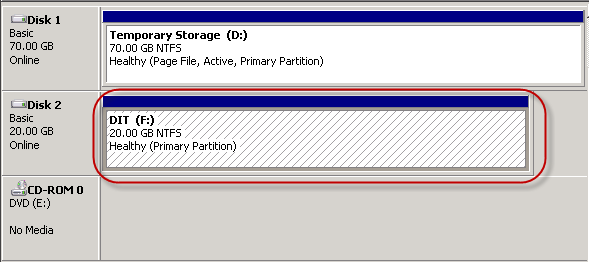 Disk 1
Basic
70.00 GB
Online
Temporary Storage (D:)
70.00 GB NTFS
Healthy (Page File, Active, Primary Partition)
Disk 2
Basic
20.00 GB
Online
DIT (F:)
20.00 GB NTFS
Healthy (Primary Partition)
CD-ROM 0
DVD (E:)
No Media